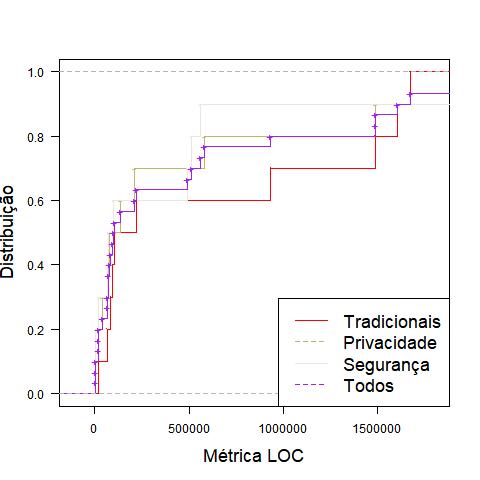 1.0
0.8
0.6
0.4
0.2
0.0
Distribuição
0
500000
1000000
1500000
Métrica LOC
Tradicionais
Privacidade
Segurança
Todos